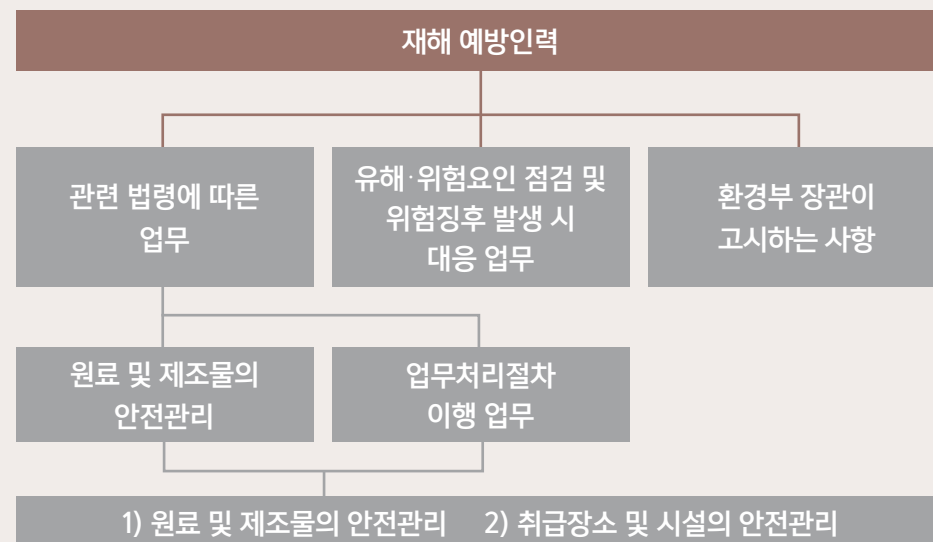 재해 예방인력
관련 법령에 따른
업무
유해·위험요인 점검 및
위험징후 발생 시
대응 업무
환경부 장관이
고시하는 사항
원료 및 제조물의
안전관리
업무처리절차
이행 업무
1) 원료 및 제조물의 안전관리 2) 취급장소 및 시설의 안전관리